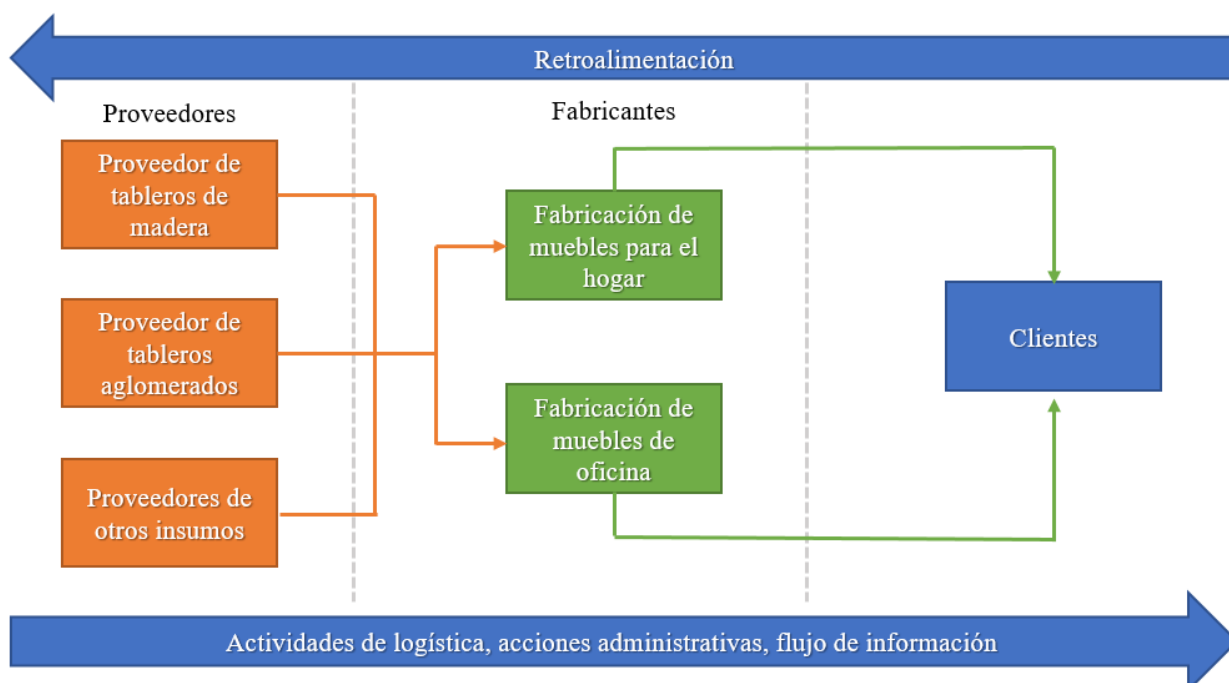 Retroalimentación
Proveedores
Fabricantes
Proveedor de
tableros de
madera
Fabricación de
muebles para el
hogar
Proveedor de
tableros
aglomerados
Clientes
Fabricación de
muebles de
oficina
Proveedores de
otros insumos
Actividades de logística, acciones administrativas, flujo de información